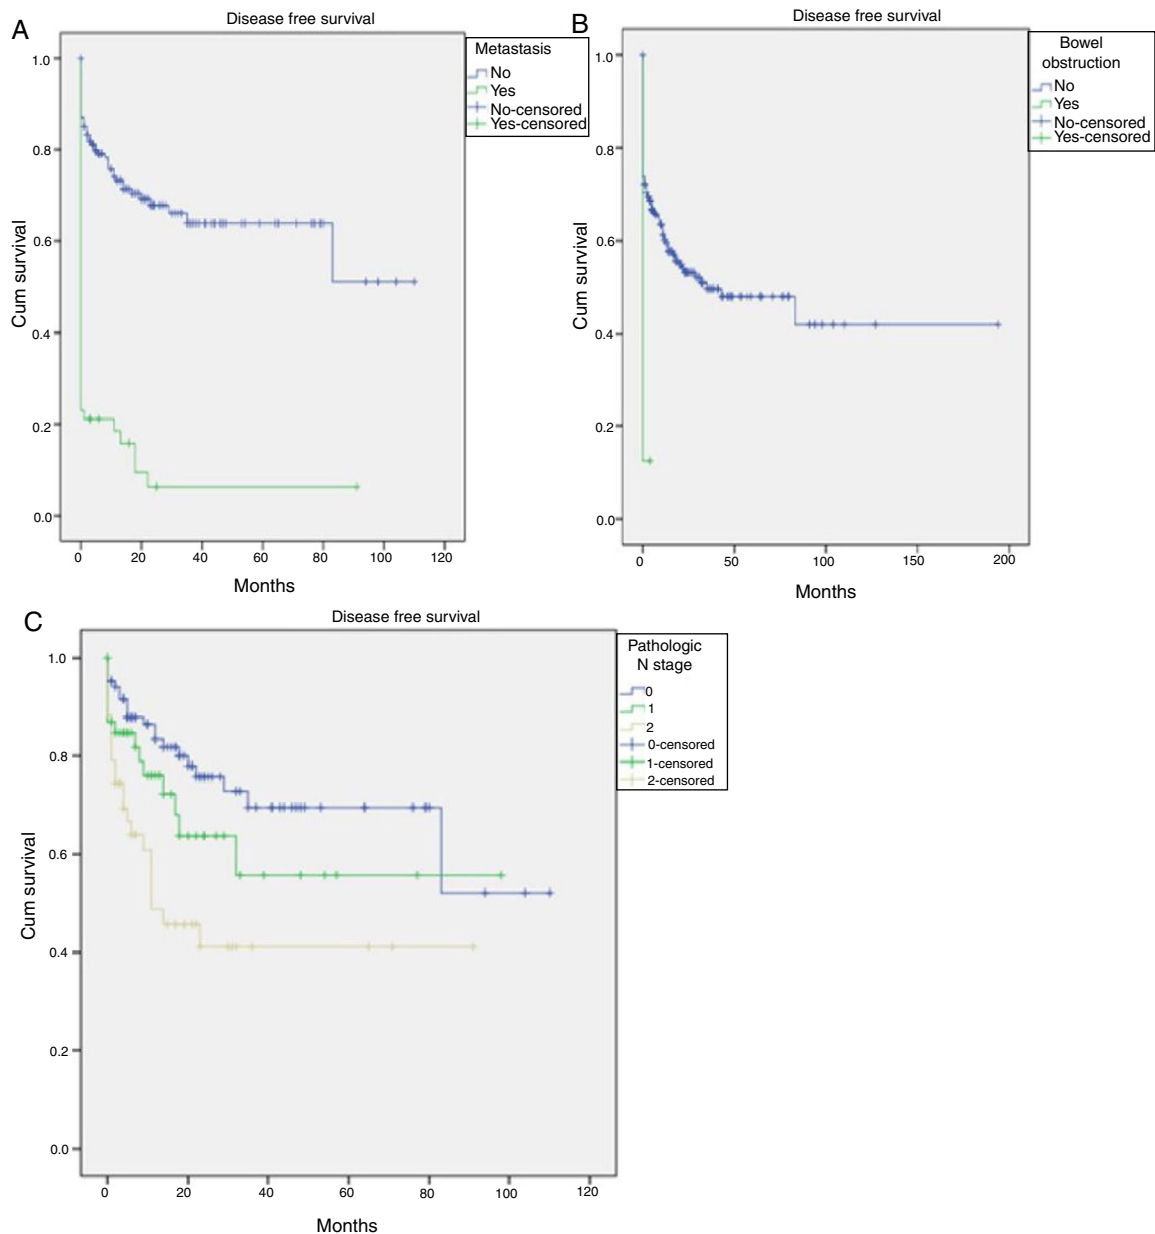 A
Disease free survival
Metastasis
No
Yes
No-censored
Yes-censored
1.0
0.8
0.6
0.4
0.2
0.0
Cum survival
0 20 40 60 80 100 120
Months
B
Disease free survival
Bowel
obstruction
No
Yes
No-censored
Yes-censored
1.0
0.8
0.6
0.4
0.2
0.0
Cum survival
0 50 100 150 200
Months
C
Disease free survival
Pathologic
N stage
0
1
2
0-censored
1-censored
2-censored
1.0
0.8
0.6
0.4
0.2
0.0
Cum survival
0 20 40 60 80 100 120
Months